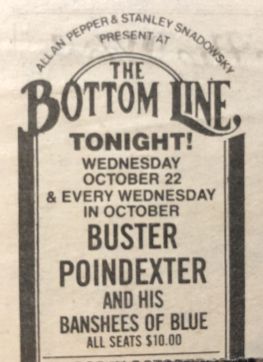 ALLAN PEPPER & STANLEY SNADOWSKY
PRESENT AT
THE
BOTTOM LINE,
TONIGHT!
WEDNESDAY
OCTOBER 22
& EVERY WEDNESDAY
IN OCTOBER
BUSTER
POINDEXTER
AND HIS
BANSHEES OF BLUE
ALL SEATS $10.00